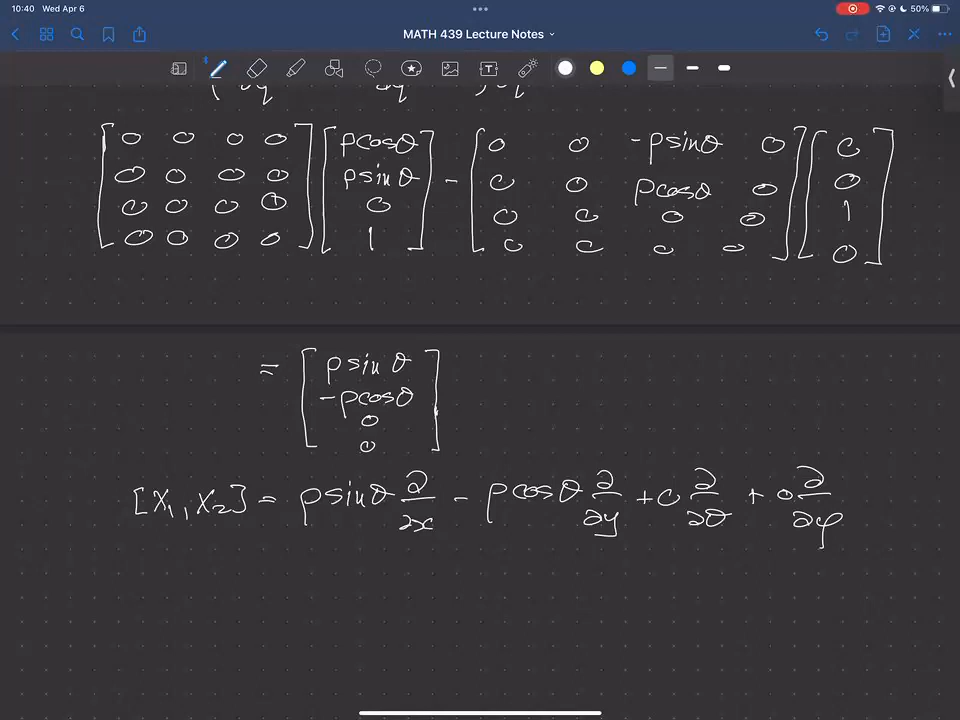 10:40 Wed Apr 6
50%
MATH 439 Lecture Notes
0 0 0 0 ρcosθ 0 0 -ρsinθ 0 0
0 0 0 0 ρsinθ - 0 0 ρcosθ 0 0
0 0 0 0 0 0 0 0 0 1
0 0 0 0 1 0 0 0 0 0
= ρsinθ
-ρcosθ
0
0
[X₁, X₂] = ρsinθ ∂/∂x - ρcosθ ∂/∂y + 0 ∂/∂θ + 0 ∂/∂φ